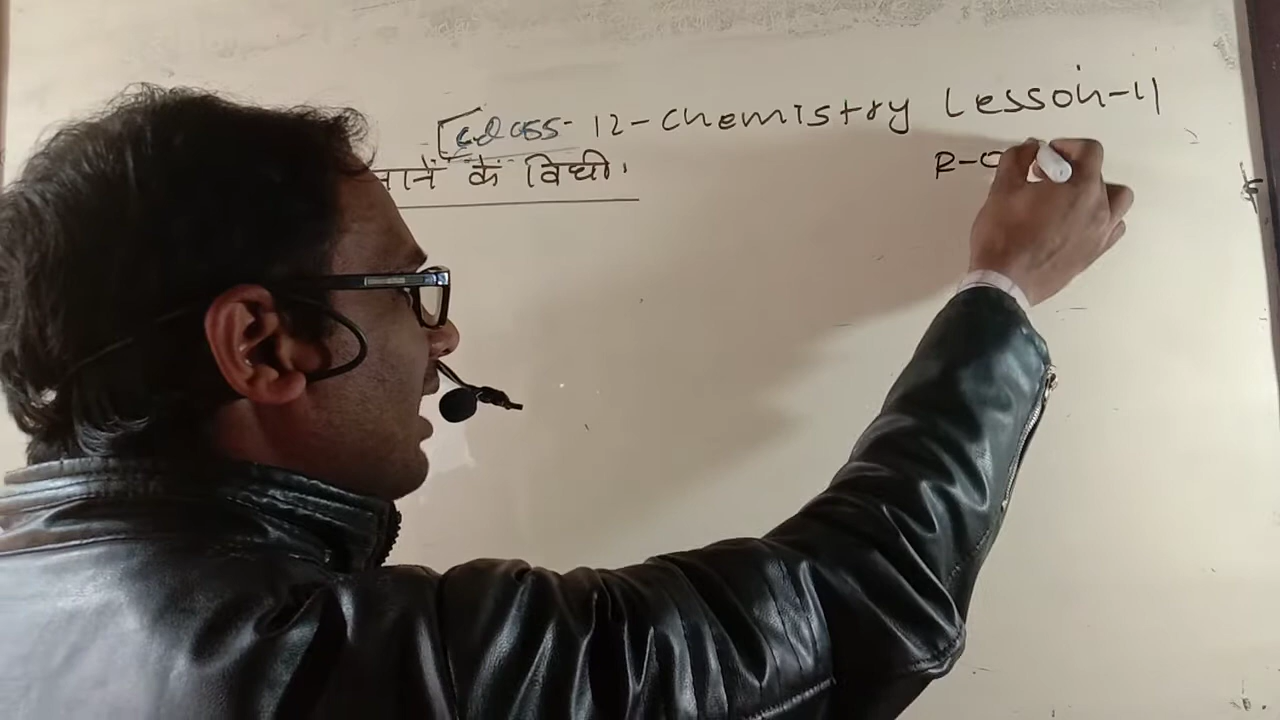 [class- 12-chemistry Lesson-11
नानें के विधी.
R-O